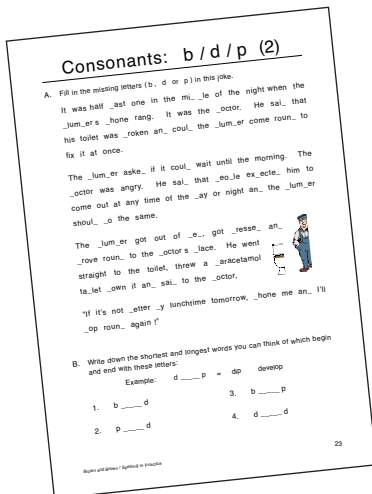 Consonants: b / d / p (2)
A. Fill in the missing letters ( b , d or p ) in this joke.
It was half _ast one in the mi_ _le of the night when the
_lum_er s _hone rang. It was the _octor. He sai_ that
his toilet was _roken an_ coul_ the _lum_er come roun_ to
fix it at once.
The _lum_er aske_ if it coul_ wait until the morning. The
_octor was angry. He sai_ that _eo_le ex_ecte_ him to
come out at any time of the _ay or night an_ the _lum_er
shoul_ _o the same.
The _lum_er got out of _e_, got _resse_ an_
_rove roun_ to the _octor s _lace. He went
straight to the toilet, threw a _aracetamol
ta_let _own it an_ sai_ to the _octor,
"If it's not _etter _y lunchtime tomorrow, _hone me an_ I'll
_op roun_ again !"
B. Write down the shortest and longest words you can think of which begin
and end with these letters:
Example: d ____ p = dip develop
1. b ____ d
2. p ____ d
3. b ____ p
4. d ____ d
23
Brown and Brown / Spelling in Practice